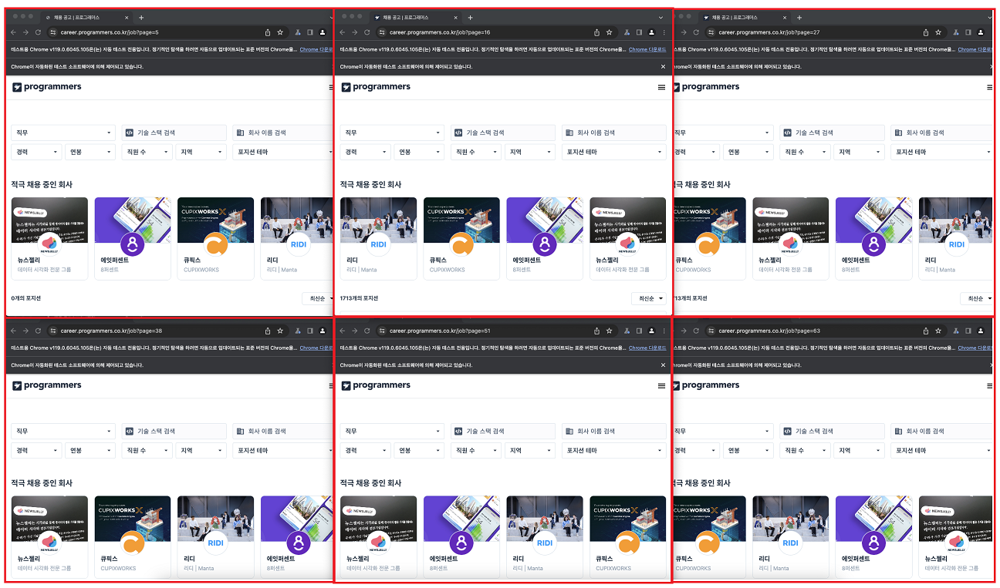 채용 공고 | 프로그래머스
career.programmers.co.kr/job?page=5
테스트용 Chrome v119.0.6045.105은(는) 자동 테스트 전용입니다. 정기적인 탐색을 하려면 자동으로 업데이트되는 표준 버전의 Chrome을... Chrome 다운로
Chrome이 자동화된 테스트 소프트웨어에 의해 제어되고 있습니다.
programmers
직무 기술 스택 검색 회사 이름 검색
경력 연봉 직원 수 지역 포지션 테마
적극 채용 중인 회사
NEWSJELLY
뉴스젤리는 시각화를 통해
데이터 시각화 전문기업입니다.
CUPIXWORKS
NEWSJELLY
RIDI
뉴스젤리 에잇퍼센트 큐픽스 리디
데이터 시각화 전문 그룹 8퍼센트 CUPIXWORKS 리디 | Manta
0개의 포지션 최신순
채용 공고 | 프로그래머스
career.programmers.co.kr/job?page=16
테스트용 Chrome v119.0.6045.105은(는) 자동 테스트 전용입니다. 정기적인 탐색을 하려면 자동으로 업데이트되는 표준 버전의 Chrome을... Chrome 다운로드
Chrome이 자동화된 테스트 소프트웨어에 의해 제어되고 있습니다.
programmers
직무 기술 스택 검색 회사 이름 검색
경력 연봉 직원 수 지역 포지션 테마
적극 채용 중인 회사
CUPIXWORKS
NEWSJELLY
RIDI
NEWSJELLY
리디 큐픽스 에잇퍼센트 뉴스젤리
리디 | Manta CUPIXWORKS 8퍼센트 데이터 시각화 전문 그룹
1713개의 포지션 최신순
채용 공고 | 프로그래머스
career.programmers.co.kr/job?page=27
테스트용 Chrome v119.0.6045.105은(는) 자동 테스트 전용입니다. 정기적인 탐색을 하려면 자동으로 업데이트되는 표준 버전의 Chrome을... Chrome 다운로
Chrome이 자동화된 테스트 소프트웨어에 의해 제어되고 있습니다.
programmers
직무 기술 스택 검색 회사 이름 검색
경력 연봉 직원 수 지역 포지션 테마
적극 채용 중인 회사
CUPIXWORKS
NEWSJELLY
NEWSJELLY
RIDI
큐픽스 뉴스젤리 에잇퍼센트 리디
CUPIXWORKS 데이터 시각화 전문 그룹 8퍼센트 리디 | Manta
713개의 포지션 최신순
career.programmers.co.kr/job?page=38
테스트용 Chrome v119.0.6045.105은(는) 자동 테스트 전용입니다. 정기적인 탐색을 하려면 자동으로 업데이트되는 표준 버전의 Chrome을... Chrome 다운로
Chrome이 자동화된 테스트 소프트웨어에 의해 제어되고 있습니다.
programmers
직무 기술 스택 검색 회사 이름 검색
경력 연봉 직원 수 지역 포지션 테마
적극 채용 중인 회사
NEWSJELLY
CUPIXWORKS
NEWSJELLY
RIDI
뉴스젤리 큐픽스 리디 에잇퍼센트
데이터 시각화 전문 그룹 CUPIXWORKS 리디 | Manta 8퍼센트
career.programmers.co.kr/job?page=51
테스트용 Chrome v119.0.6045.105은(는) 자동 테스트 전용입니다. 정기적인 탐색을 하려면 자동으로 업데이트되는 표준 버전의 Chrome을... Chrome 다운로드
Chrome이 자동화된 테스트 소프트웨어에 의해 제어되고 있습니다.
programmers
직무 기술 스택 검색 회사 이름 검색
경력 연봉 직원 수 지역 포지션 테마
적극 채용 중인 회사
NEWSJELLY
CUPIXWORKS
NEWSJELLY
RIDI
뉴스젤리 에잇퍼센트 리디 큐픽스
데이터 시각화 전문 그룹 8퍼센트 리디 | Manta CUPIXWORKS
career.programmers.co.kr/job?page=63
테스트용 Chrome v119.0.6045.105은(는) 자동 테스트 전용입니다. 정기적인 탐색을 하려면 자동으로 업데이트되는 표준 버전의 Chrome을... Chrome 다운로
Chrome이 자동화된 테스트 소프트웨어에 의해 제어되고 있습니다.
programmers
직무 기술 스택 검색 회사 이름 검색
경력 연봉 직원 수 지역 포지션 테마
적극 채용 중인 회사
CUPIXWORKS
NEWSJELLY
RIDI
NEWSJELLY
큐픽스 리디 에잇퍼센트 뉴스젤리
CUPIXWORKS 리디 | Manta 8퍼센트 데이터 시각화 전문 그룹